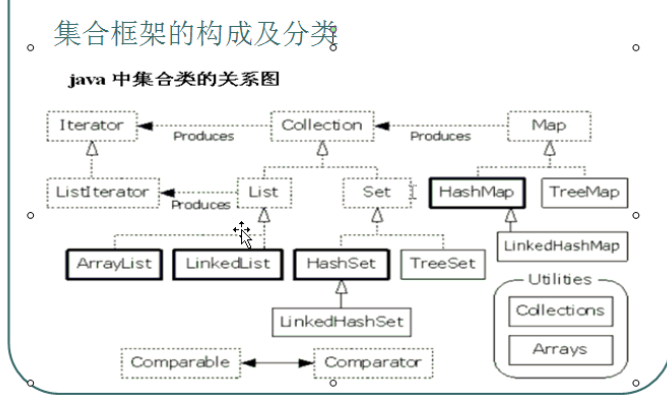 集合框架的构成及分类
java 中集合类的关系图
Iterator
Produces
Collection
Produces
Map
ListIterator
Produces
List
Set
HashMap
TreeMap
ArrayList
LinkedList
HashSet
TreeSet
LinkedHashMap
LinkedHashSet
Utilities
Collections
Arrays
Comparable
Comparator